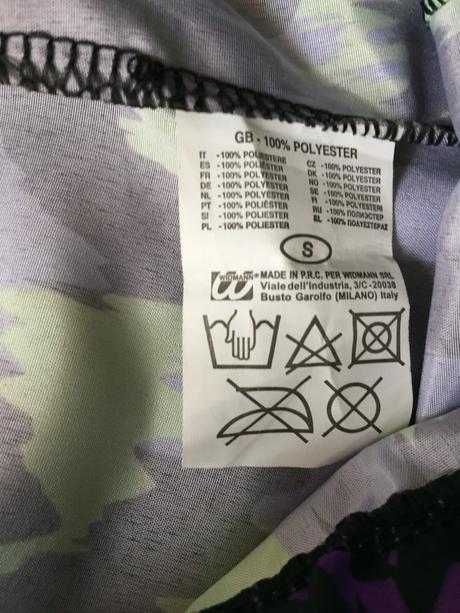 GB - 100% POLYESTER
IT •100% POLIESTERE
ES •100% POLYESTER
FR •100% POLYESTER
DE •100% POLYESTER
NL •100% POLYESTER
PT •100% POLIÉSTER
SI •100% POLIESTER
PL •100% POLYESTER
CZ •100% POLYESTER
DK •100% POLYESTER
NO •100% POLYESTER
SE •100% POLYESTER
FI •100% POLYESTERI
RU •100% ПОЛИЭСТЕР
EL •100% ΠΟΛΥΕΣΤΕΡΑΣ
S
WIDMANN®
MADE IN P.R.C. PER WIDMANN SRL
Viale dell'Industria, 3/C -20038
Busto Garolfo (MILANO) Italy